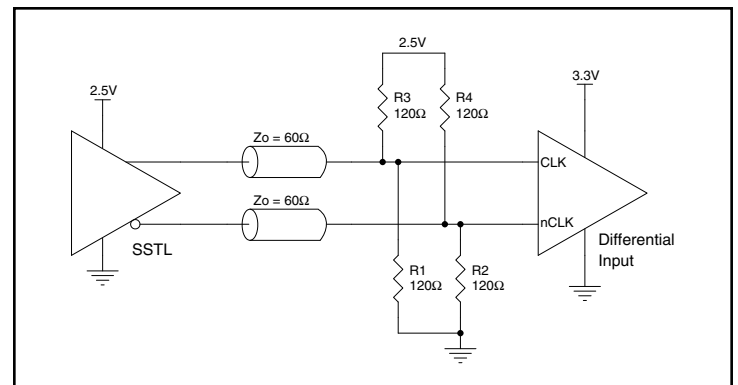 2.5V
3.3V
2.5V
R3
120Ω
R4
120Ω
Zo = 60Ω
CLK
Zo = 60Ω
nCLK
SSTL
Differential
Input
R1
120Ω
R2
120Ω